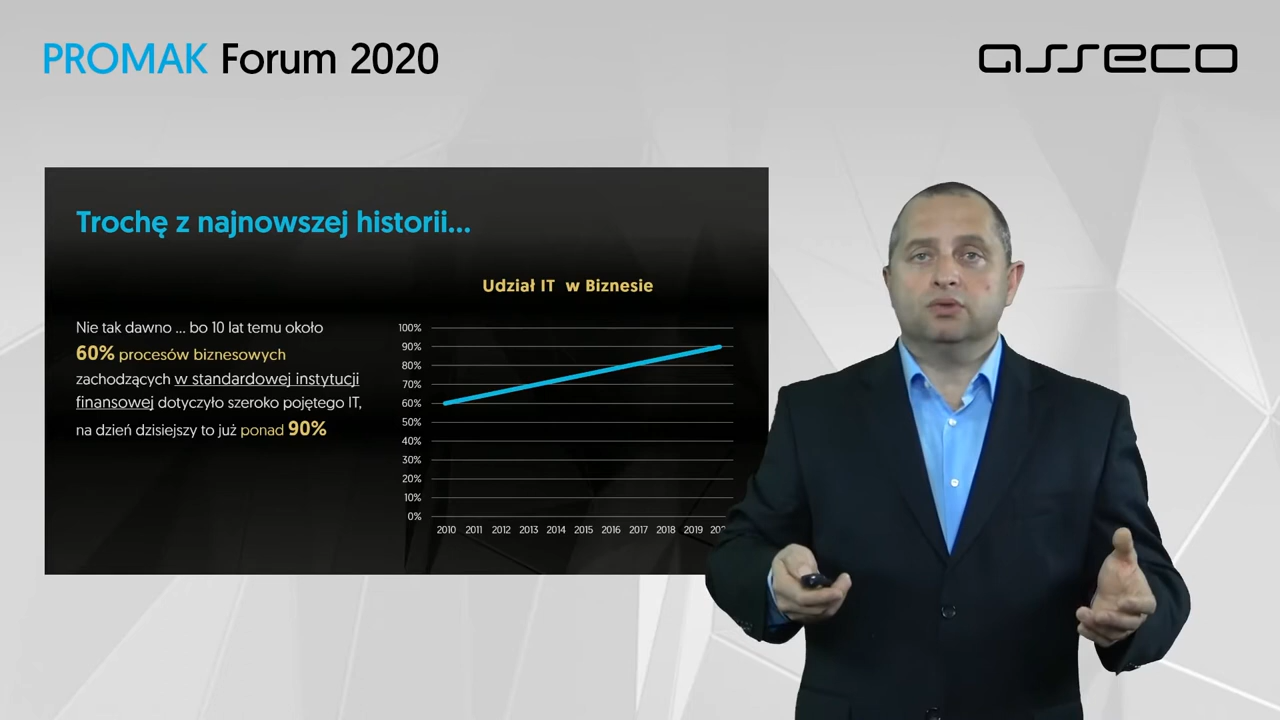 PROMAK Forum 2020
asseco
Trochę z najnowszej historii...
Nie tak dawno ... bo 10 lat temu około
60% procesów biznesowych
zachodzących w standardowej instytucji
finansowej dotyczyło szeroko pojętego IT,
na dzień dzisiejszy to już ponad 90%
Udział IT w Biznesie
100%
90%
80%
70%
60%
50%
40%
30%
20%
10%
0%
2010 2011 2012 2013 2014 2015 2016 2017 2018 2019